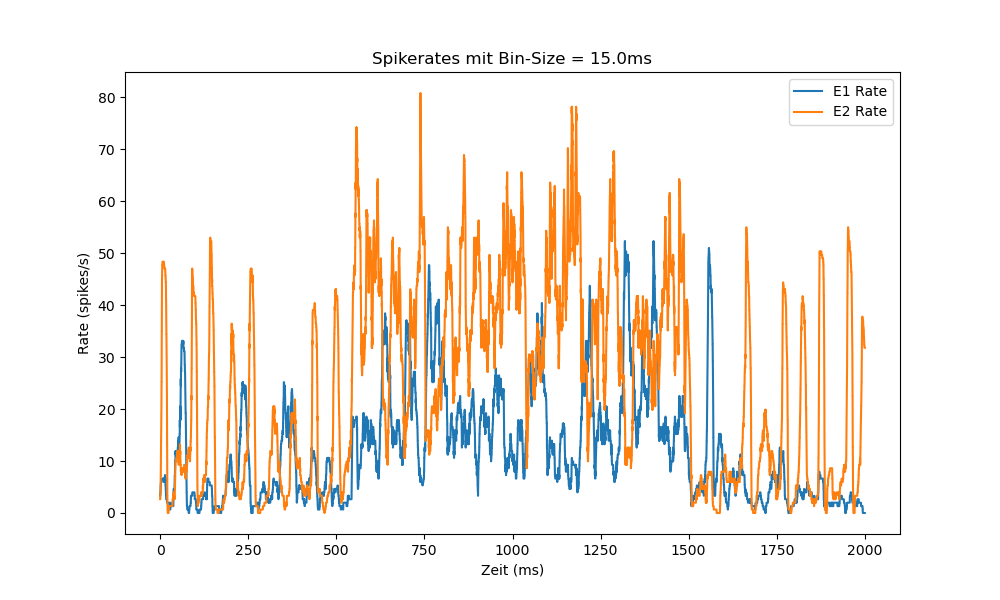 Spikerates mit Bin-Size = 15.0ms
E1 Rate
E2 Rate
80
70
60
50
40
30
20
10
0
Rate (spikes/s)
0 250 500 750 1000 1250 1500 1750 2000
Zeit (ms)